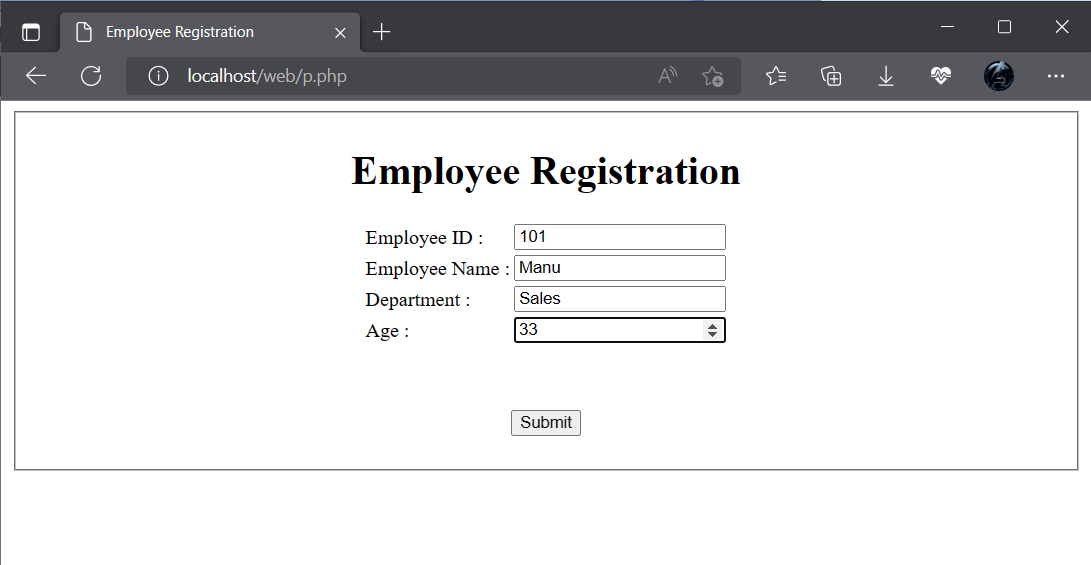 Employee Registration
localhost/web/p.php
Employee Registration
Employee ID : 101
Employee Name : Manu
Department : Sales
Age : 33
Submit